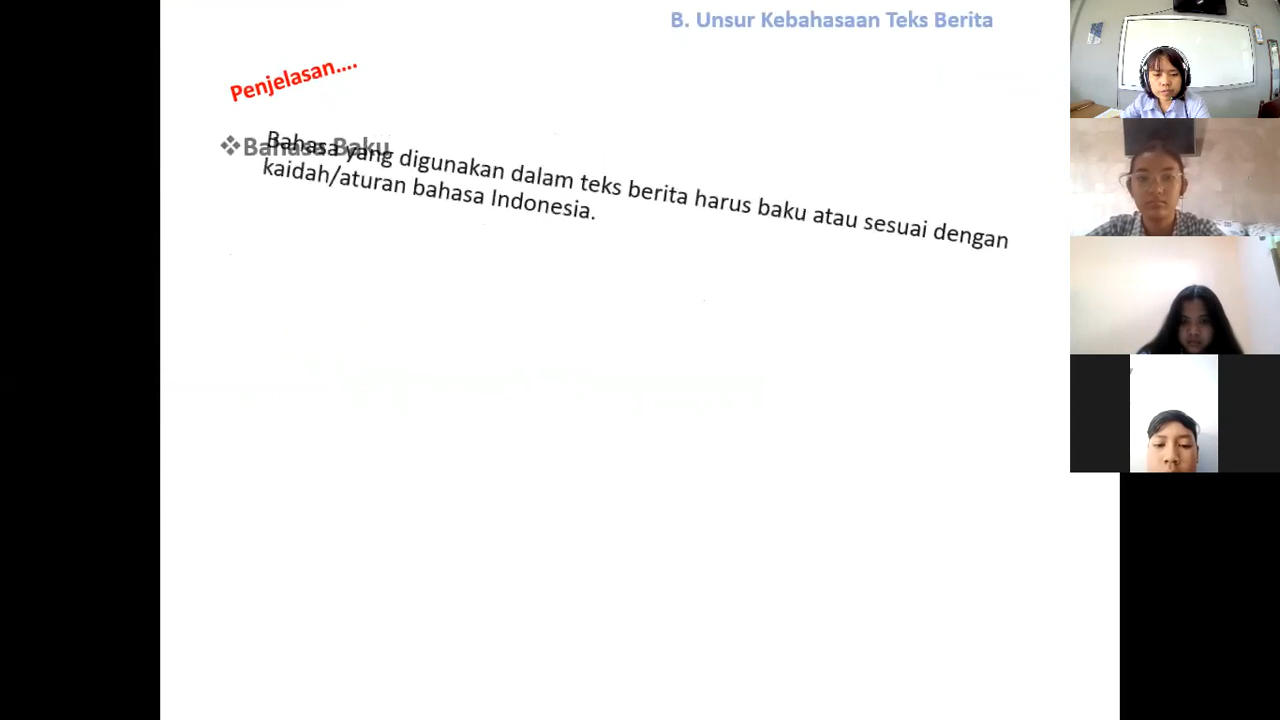 B. Unsur Kebahasaan Teks Berita
Penjelasan....
❖Bahasa Baku
Bahasa yang digunakan dalam teks berita harus baku atau sesuai dengan
kaidah/aturan bahasa Indonesia.